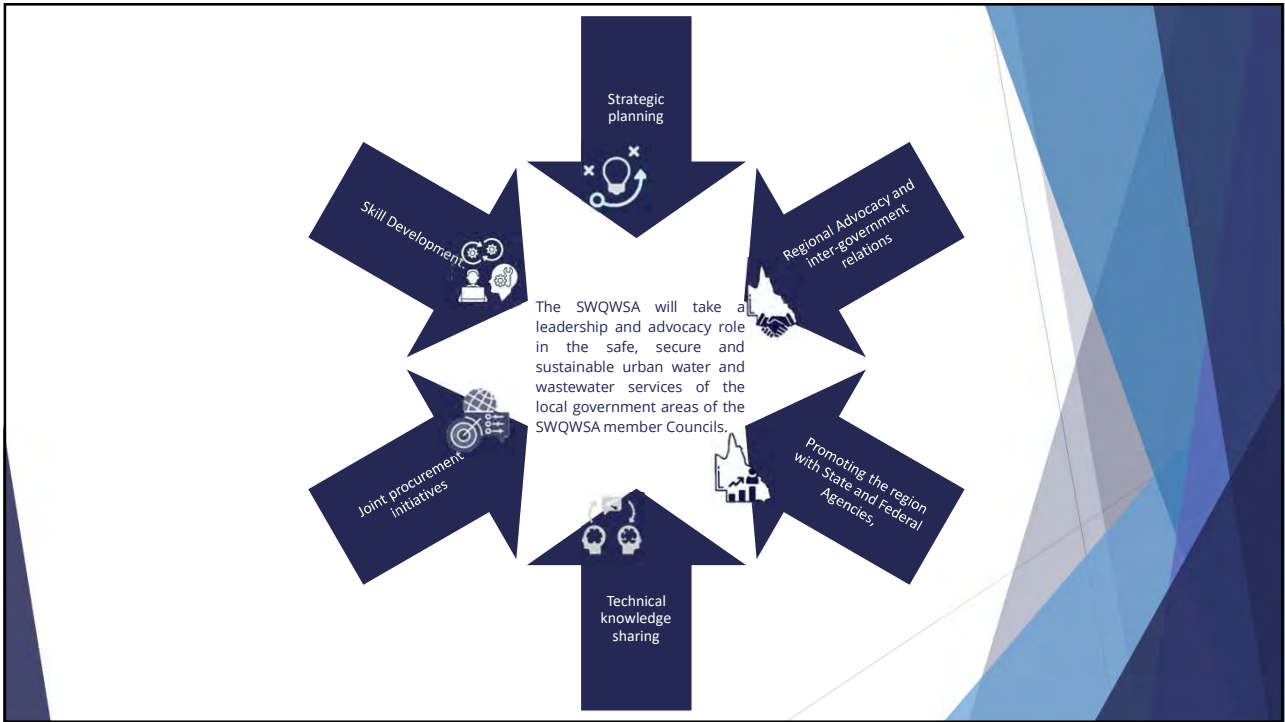 Strategic
planning
Regional Advocacy and
inter-government
relations
Promoting the region
with State and Federal
Agencies,
Technical
knowledge
sharing
Joint procurement
initiatives
Skill Development.
The SWQWSA will take a
leadership and advocacy role
in the safe, secure and
sustainable urban water and
wastewater services of the
local government areas of the
SWQWSA member Councils.